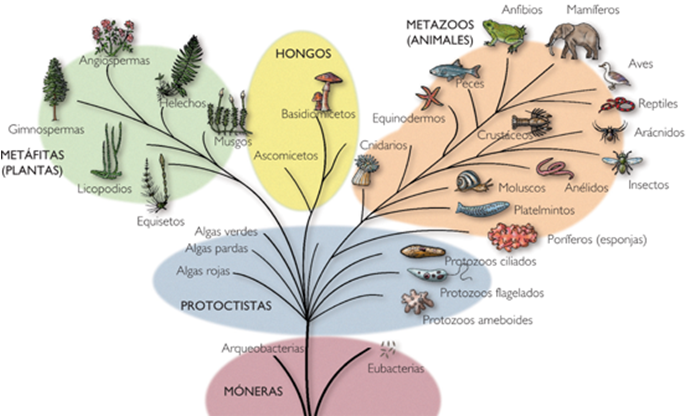 Anfibios
Mamíferos
METAZOOS
(ANIMALES)
HONGOS
Angiospermas
Aves
Peces
Helechos
Reptiles
Basidiomicetos
Equinodermos
Gimnospermas
Crustáceos
Arácnidos
Musgos
Cnidarios
METÁFITAS
(PLANTAS)
Ascomicetos
Insectos
Licopodios
Moluscos
Anélidos
Platelmintos
Equisetos
Algas verdes
Poríferos (esponjas)
Algas pardas
Protozoos ciliados
Algas rojas
Protozoos flagelados
PROTOCTISTAS
Protozoos ameboides
Arqueobacterias
Eubacterias
MÓNERAS